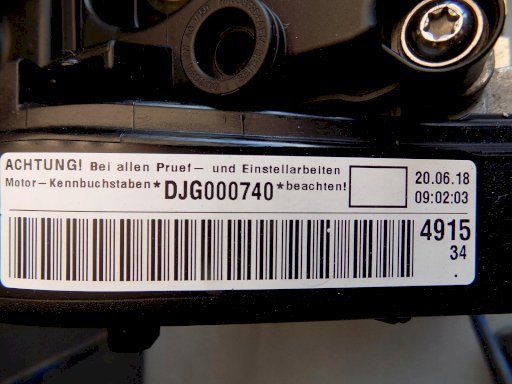 ACHTUNG! Bei allen Pruef- und Einstellarbeiten
Motor-Kennbuchstaben*DJG000740*beachten!
20.06.18
09:02:03
4915
34